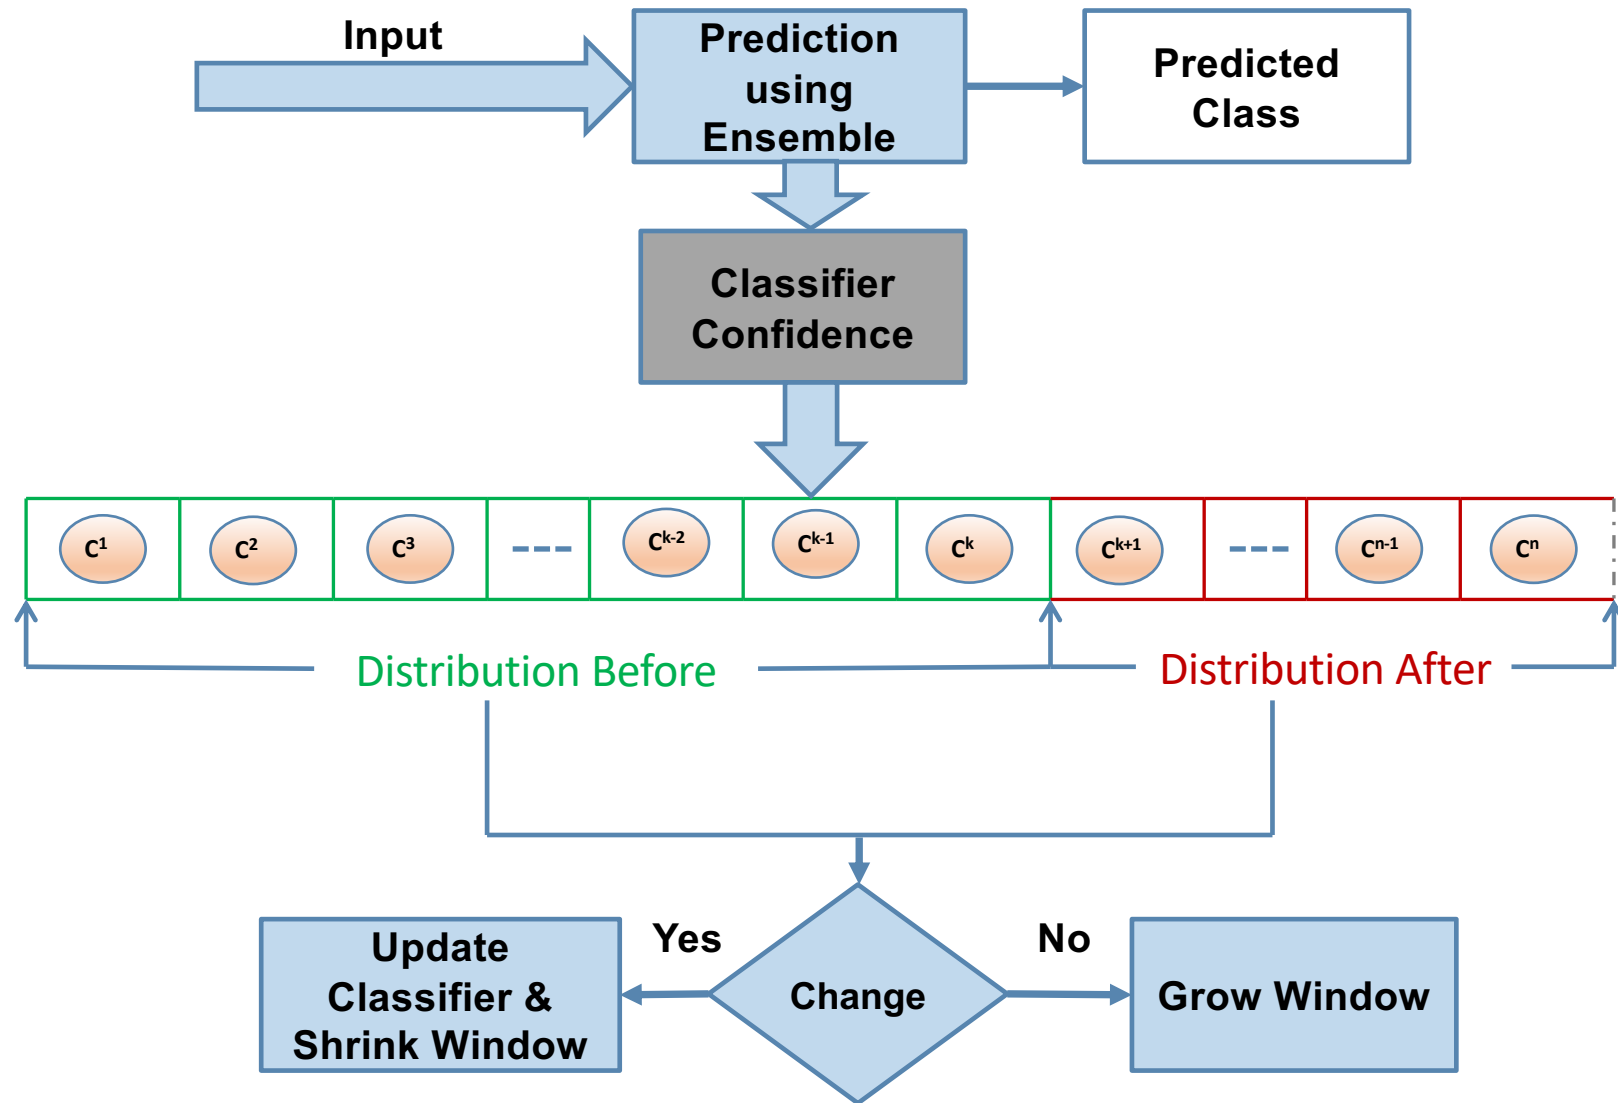 Input
Prediction
using
Ensemble
Predicted
Class
Classifier
Confidence
C¹ C² C³ ---- Cᵏ⁻² Cᵏ⁻¹ Cᵏ Cᵏ⁺¹ ---- Cⁿ⁻¹ Cⁿ
Distribution Before
Distribution After
Update
Classifier &
Shrink Window
Yes
Change
No
Grow Window